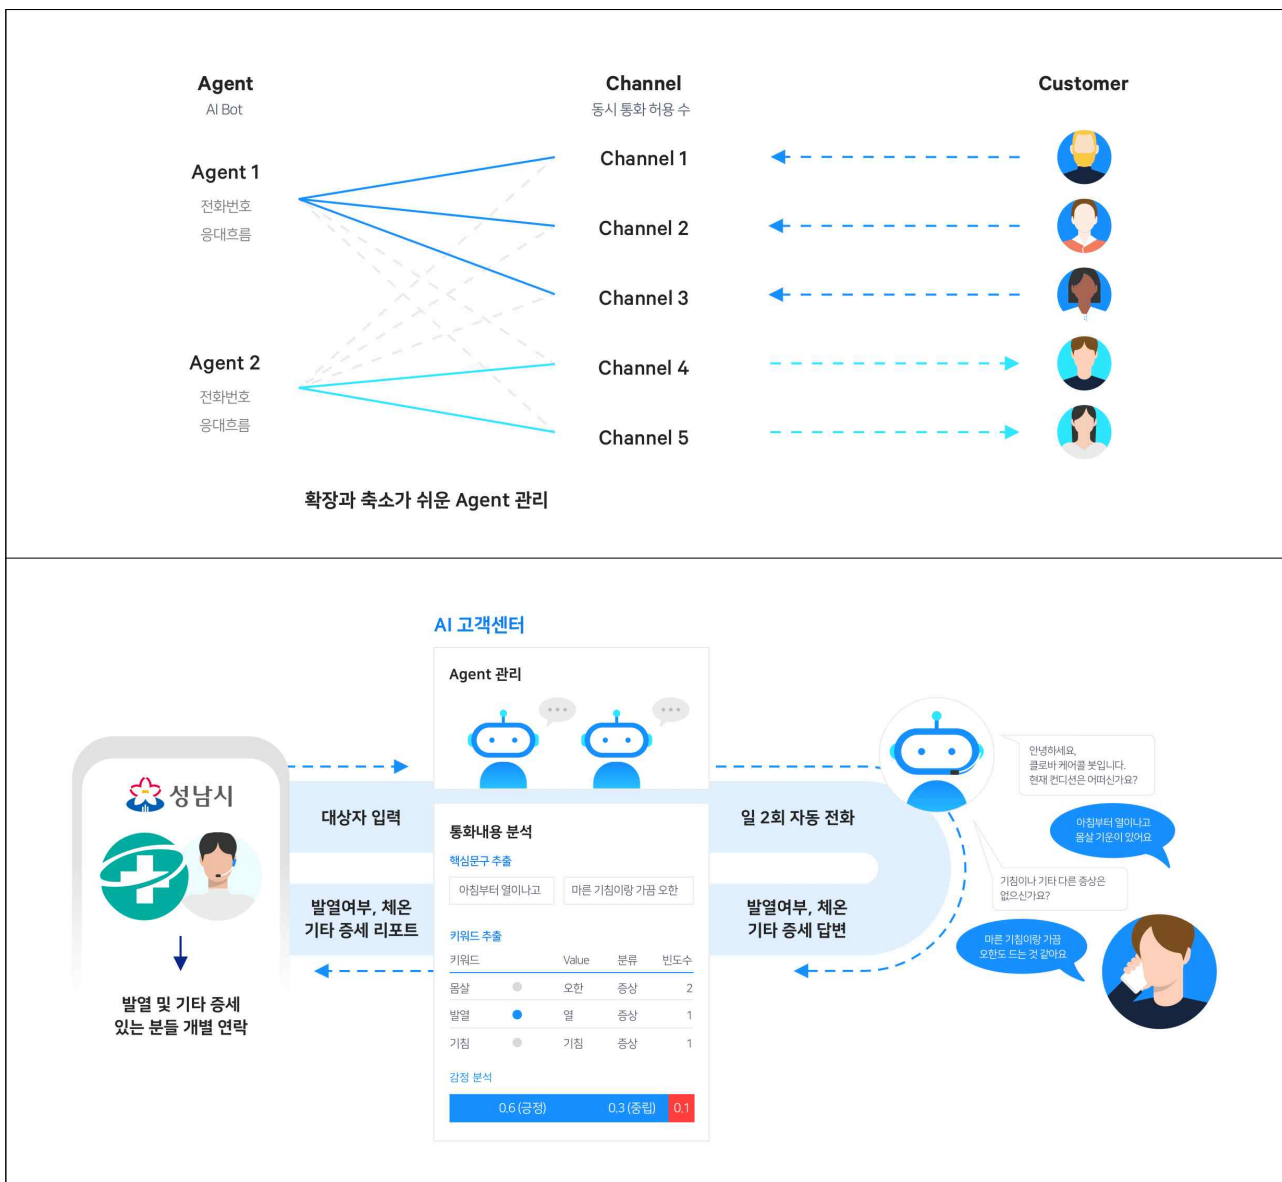 Agent
AI Bot
Channel
동시 통화 허용 수
Customer
Agent 1
전화번호
응대흐름
Agent 2
전화번호
응대흐름
Channel 1
Channel 2
Channel 3
Channel 4
Channel 5
확장과 축소가 쉬운 Agent 관리
AI 고객센터
Agent 관리
성남시
발열 및 기타 증세
있는 분들 개별 연락
대상자 입력
발열여부, 체온
기타 증세 리포트
통화내용 분석
핵심문구 추출
아침부터 열이나고
마른 기침이랑 가끔 오한
키워드 추출
키워드 Value 분류 빈도수
몸살 오한 증상 2
발열 열 증상 1
기침 기침 증상 1
감정 분석
0.6 (긍정) 0.3 (중립) 0.1
일 2회 자동 전화
발열여부, 체온
기타 증세 답변
안녕하세요,
클로바 케어콜 봇입니다.
현재 컨디션은 어떠신가요?
아침부터 열이나고
몸살 기운이 있어요
기침이나 기타 다른 증상은
없으신가요?
마른 기침이랑 가끔
오한도 드는 것 같아요